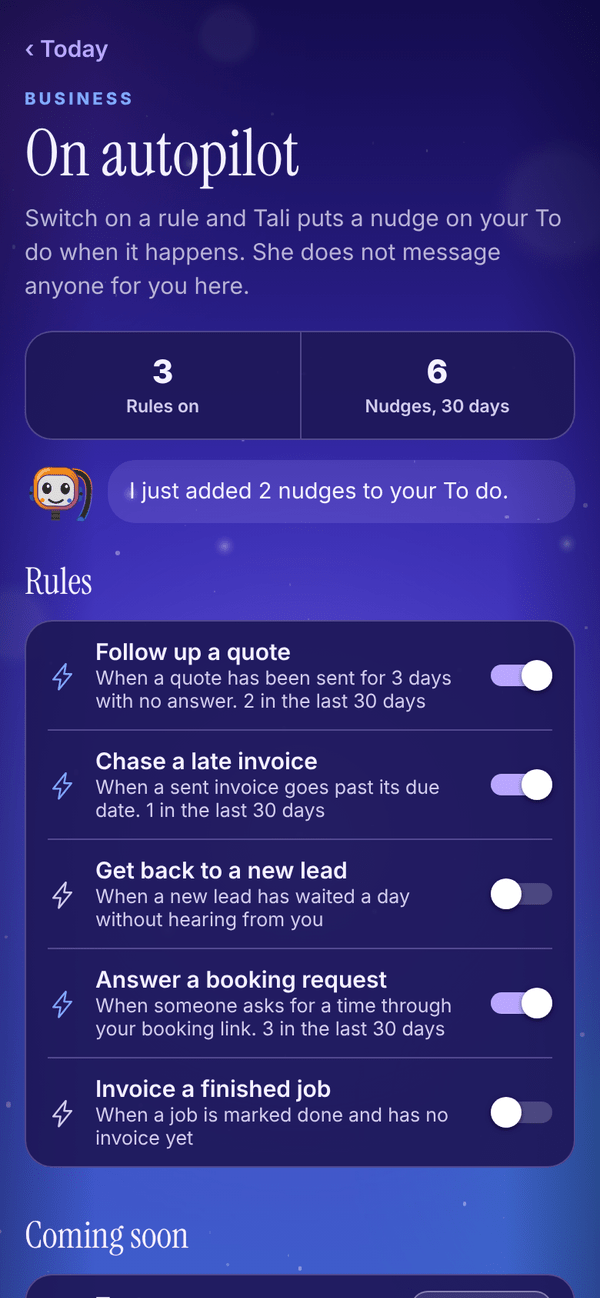 ‹ Today
BUSINESS
On autopilot
Switch on a rule and Tali puts a nudge on your To
do when it happens. She does not message
anyone for you here.
3
Rules on
6
Nudges, 30 days
I just added 2 nudges to your To do.
Rules
Follow up a quote
When a quote has been sent for 3 days
with no answer. 2 in the last 30 days
Chase a late invoice
When a sent invoice goes past its due
date. 1 in the last 30 days
Get back to a new lead
When a new lead has waited a day
without hearing from you
Answer a booking request
When someone asks for a time through
your booking link. 3 in the last 30 days
Invoice a finished job
When a job is marked done and has no
invoice yet
Coming soon